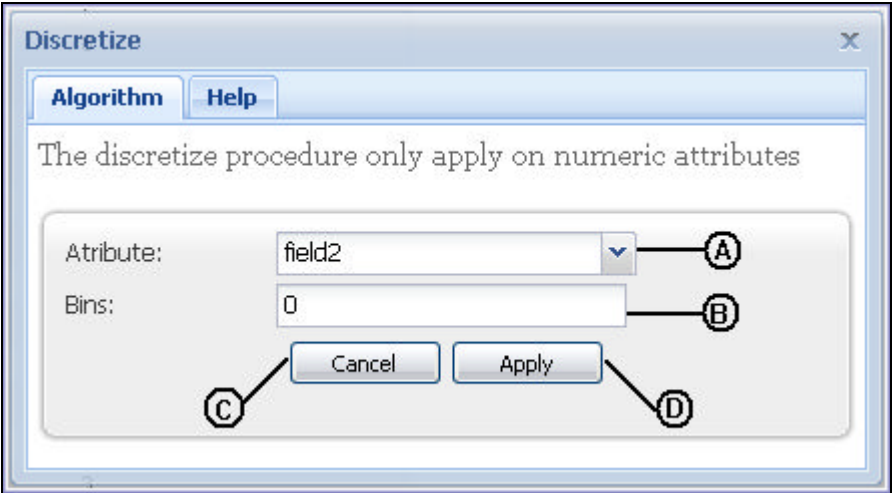 Discretize x
Algorithm Help
The discretize procedure only apply on numeric attributes
Atribute: field2 A
Bins: 0 B
Cancel Apply
C D